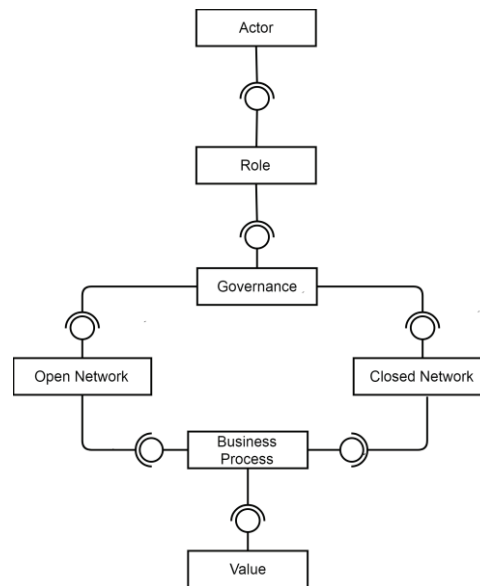 Actor
Role
Governance
Open Network
Closed Network
Business
Process
Value